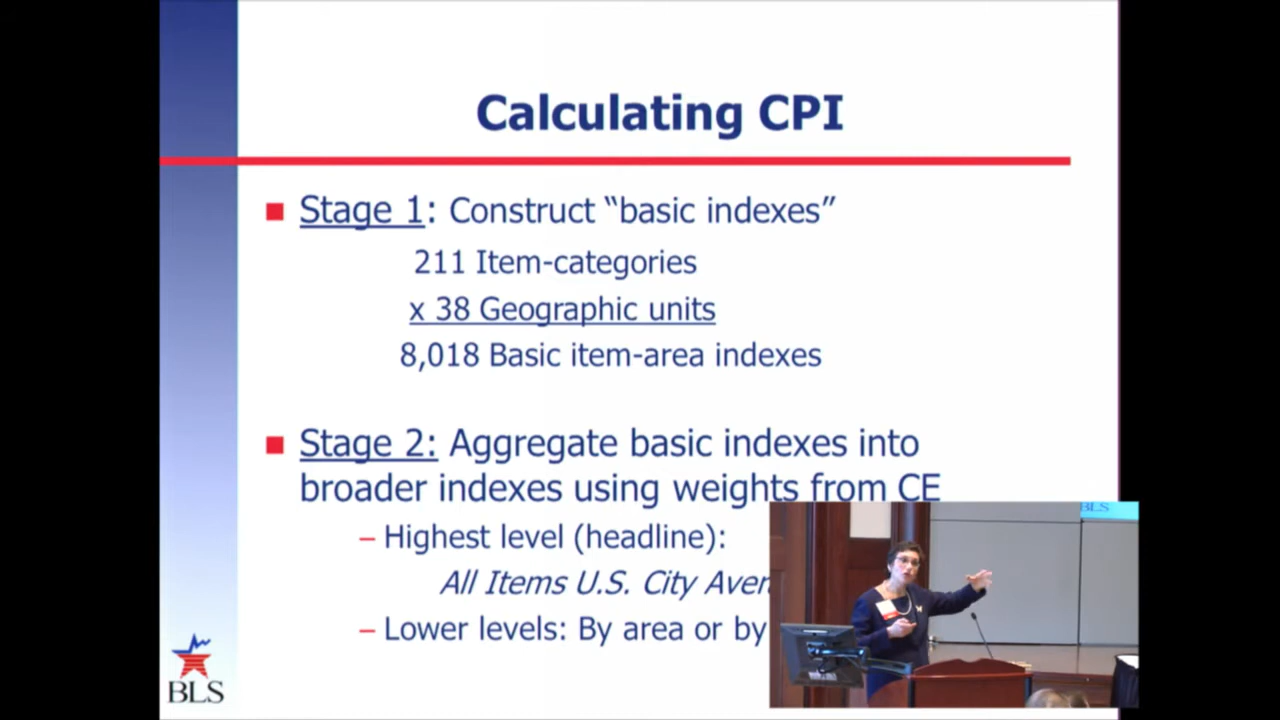 Calculating CPI
Stage 1: Construct “basic indexes”
211 Item-categories
x 38 Geographic units
8,018 Basic item-area indexes
Stage 2: Aggregate basic indexes into
broader indexes using weights from CE
– Highest level (headline):
All Items U.S. City
– Lower levels: By area or by
BLS
BLS